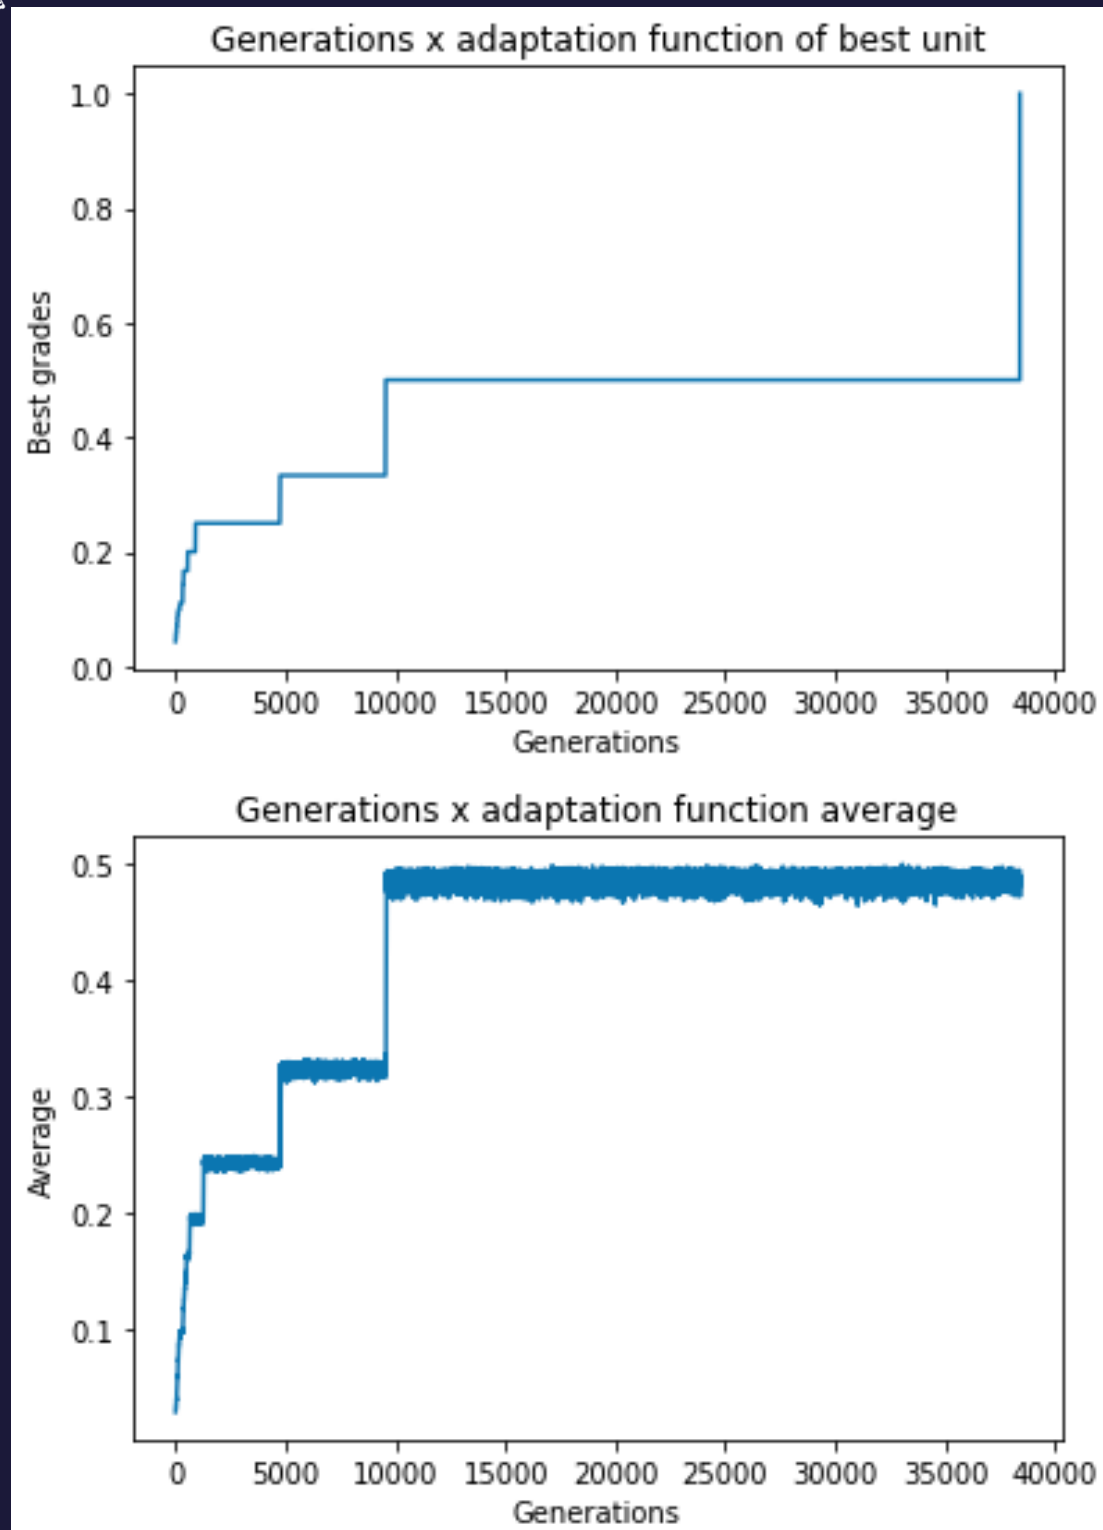 Generations x adaptation function of best unit
1.0
0.8
0.6
0.4
0.2
0.0
Best grades
0 5000 10000 15000 20000 25000 30000 35000 40000
Generations
Generations x adaptation function average
0.5
0.4
0.3
0.2
0.1
Average
0 5000 10000 15000 20000 25000 30000 35000 40000
Generations